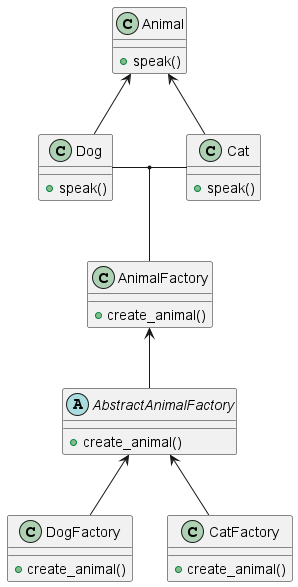 C Animal
speak()
C Dog
speak()
C Cat
speak()
C AnimalFactory
create_animal()
A AbstractAnimalFactory
create_animal()
C DogFactory
create_animal()
C CatFactory
create_animal()